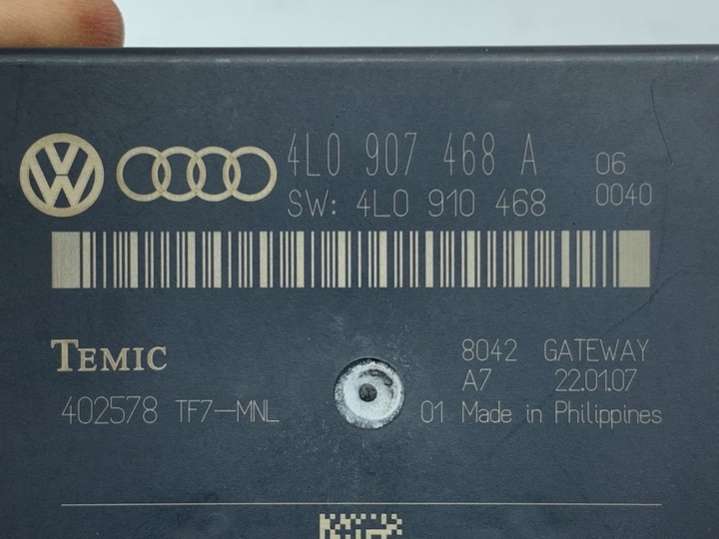 4L0 907 468 A 06
SW: 4L0 910 468 0040
TEMIC 8042 GATEWAY
A7 22.01.07
402578 TF7-MNL 01 Made in Philippines